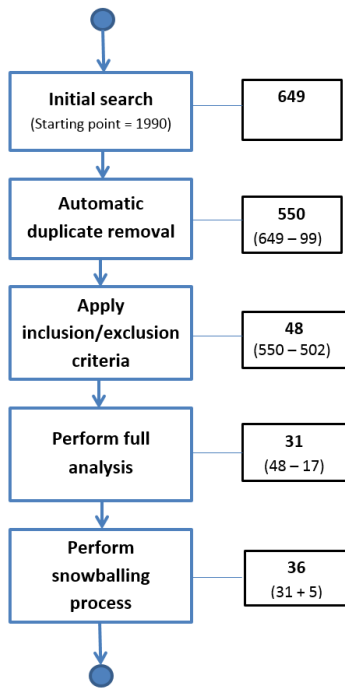 Initial search
(Starting point = 1990)
649
Automatic
duplicate removal
550
(649 – 99)
Apply
inclusion/exclusion
criteria
48
(550 – 502)
Perform full
analysis
31
(48 – 17)
Perform
snowballing
process
36
(31 + 5)